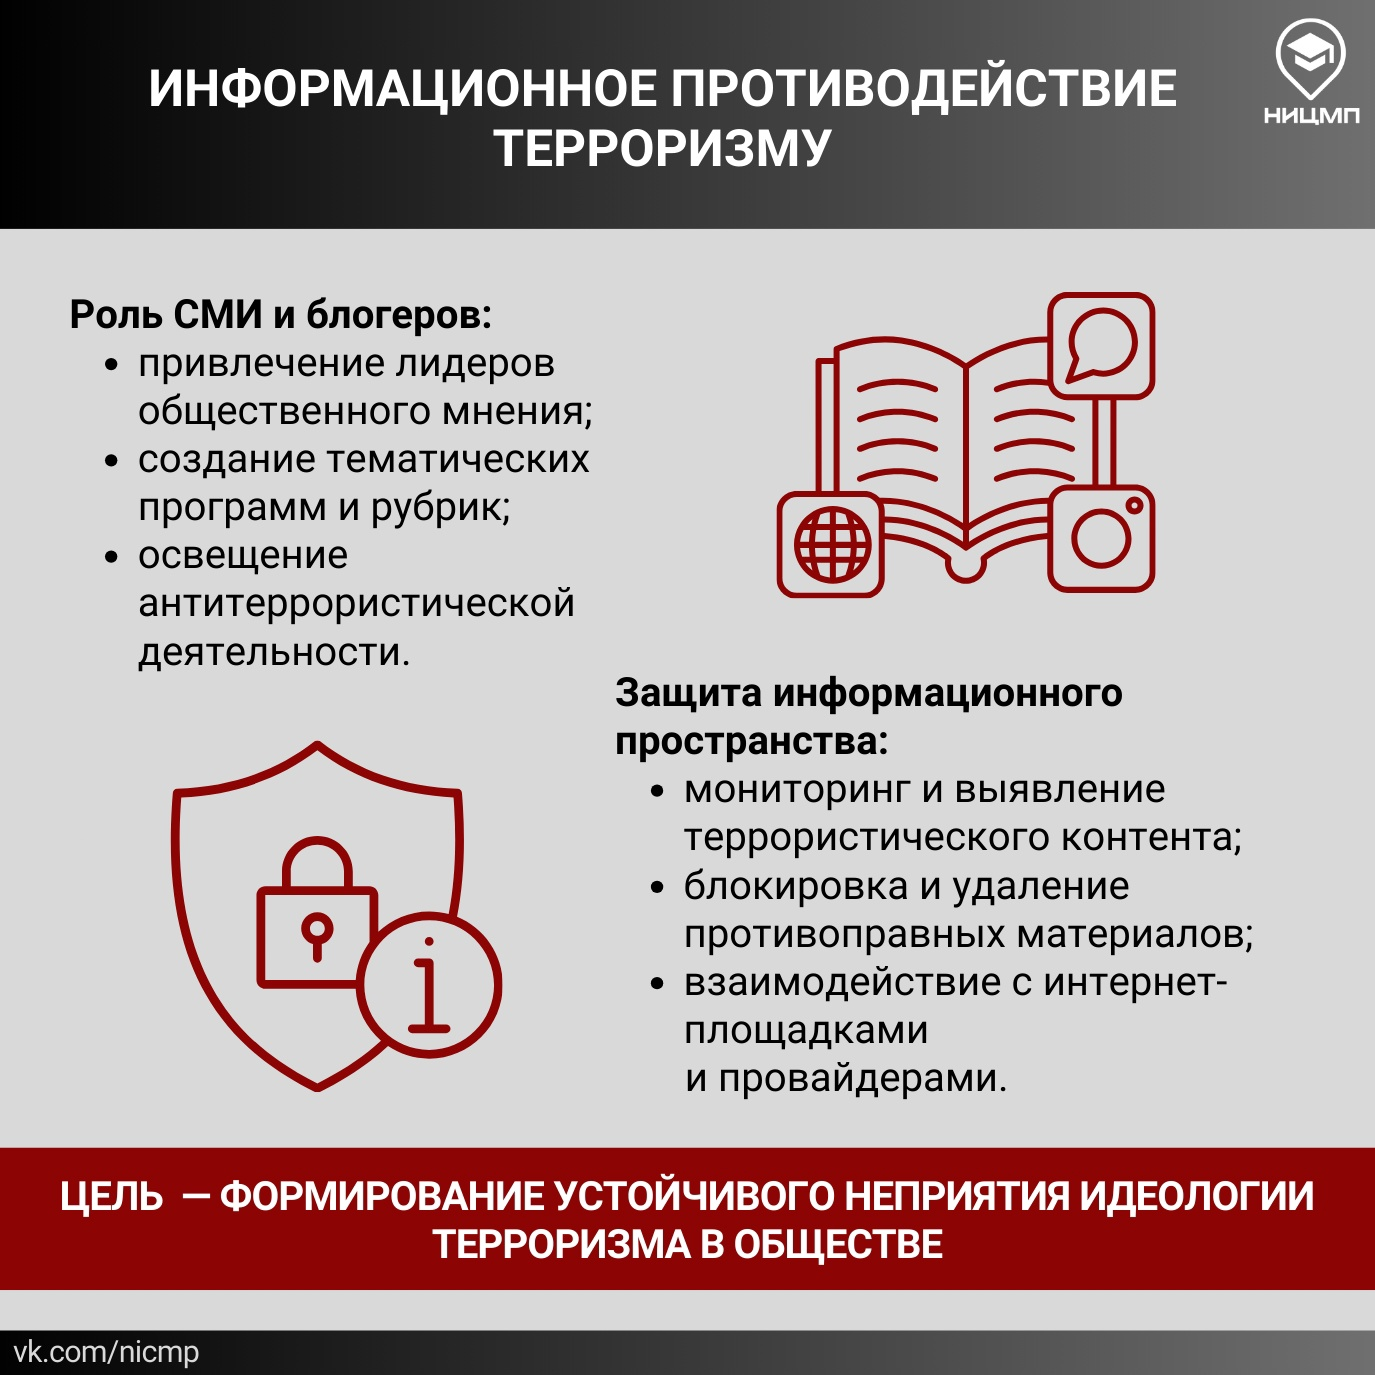 ИНФОРМАЦИОННОЕ ПРОТИВОДЕЙСТВИЕ
ТЕРРОРИЗМУ
НИЦМП
Роль СМИ и блогеров:
• привлечение лидеров
общественного мнения;
• создание тематических
программ и рубрик;
• освещение
антитеррористической
деятельности.
Защита информационного
пространства:
• мониторинг и выявление
террористического контента;
• блокировка и удаление
противоправных материалов;
• взаимодействие с интернет-
площадками
и провайдерами.
i
ЦЕЛЬ — ФОРМИРОВАНИЕ УСТОЙЧИВОГО НЕПРИЯТИЯ ИДЕОЛОГИИ
ТЕРРОРИЗМА В ОБЩЕСТВЕ
vk.com/nicmp